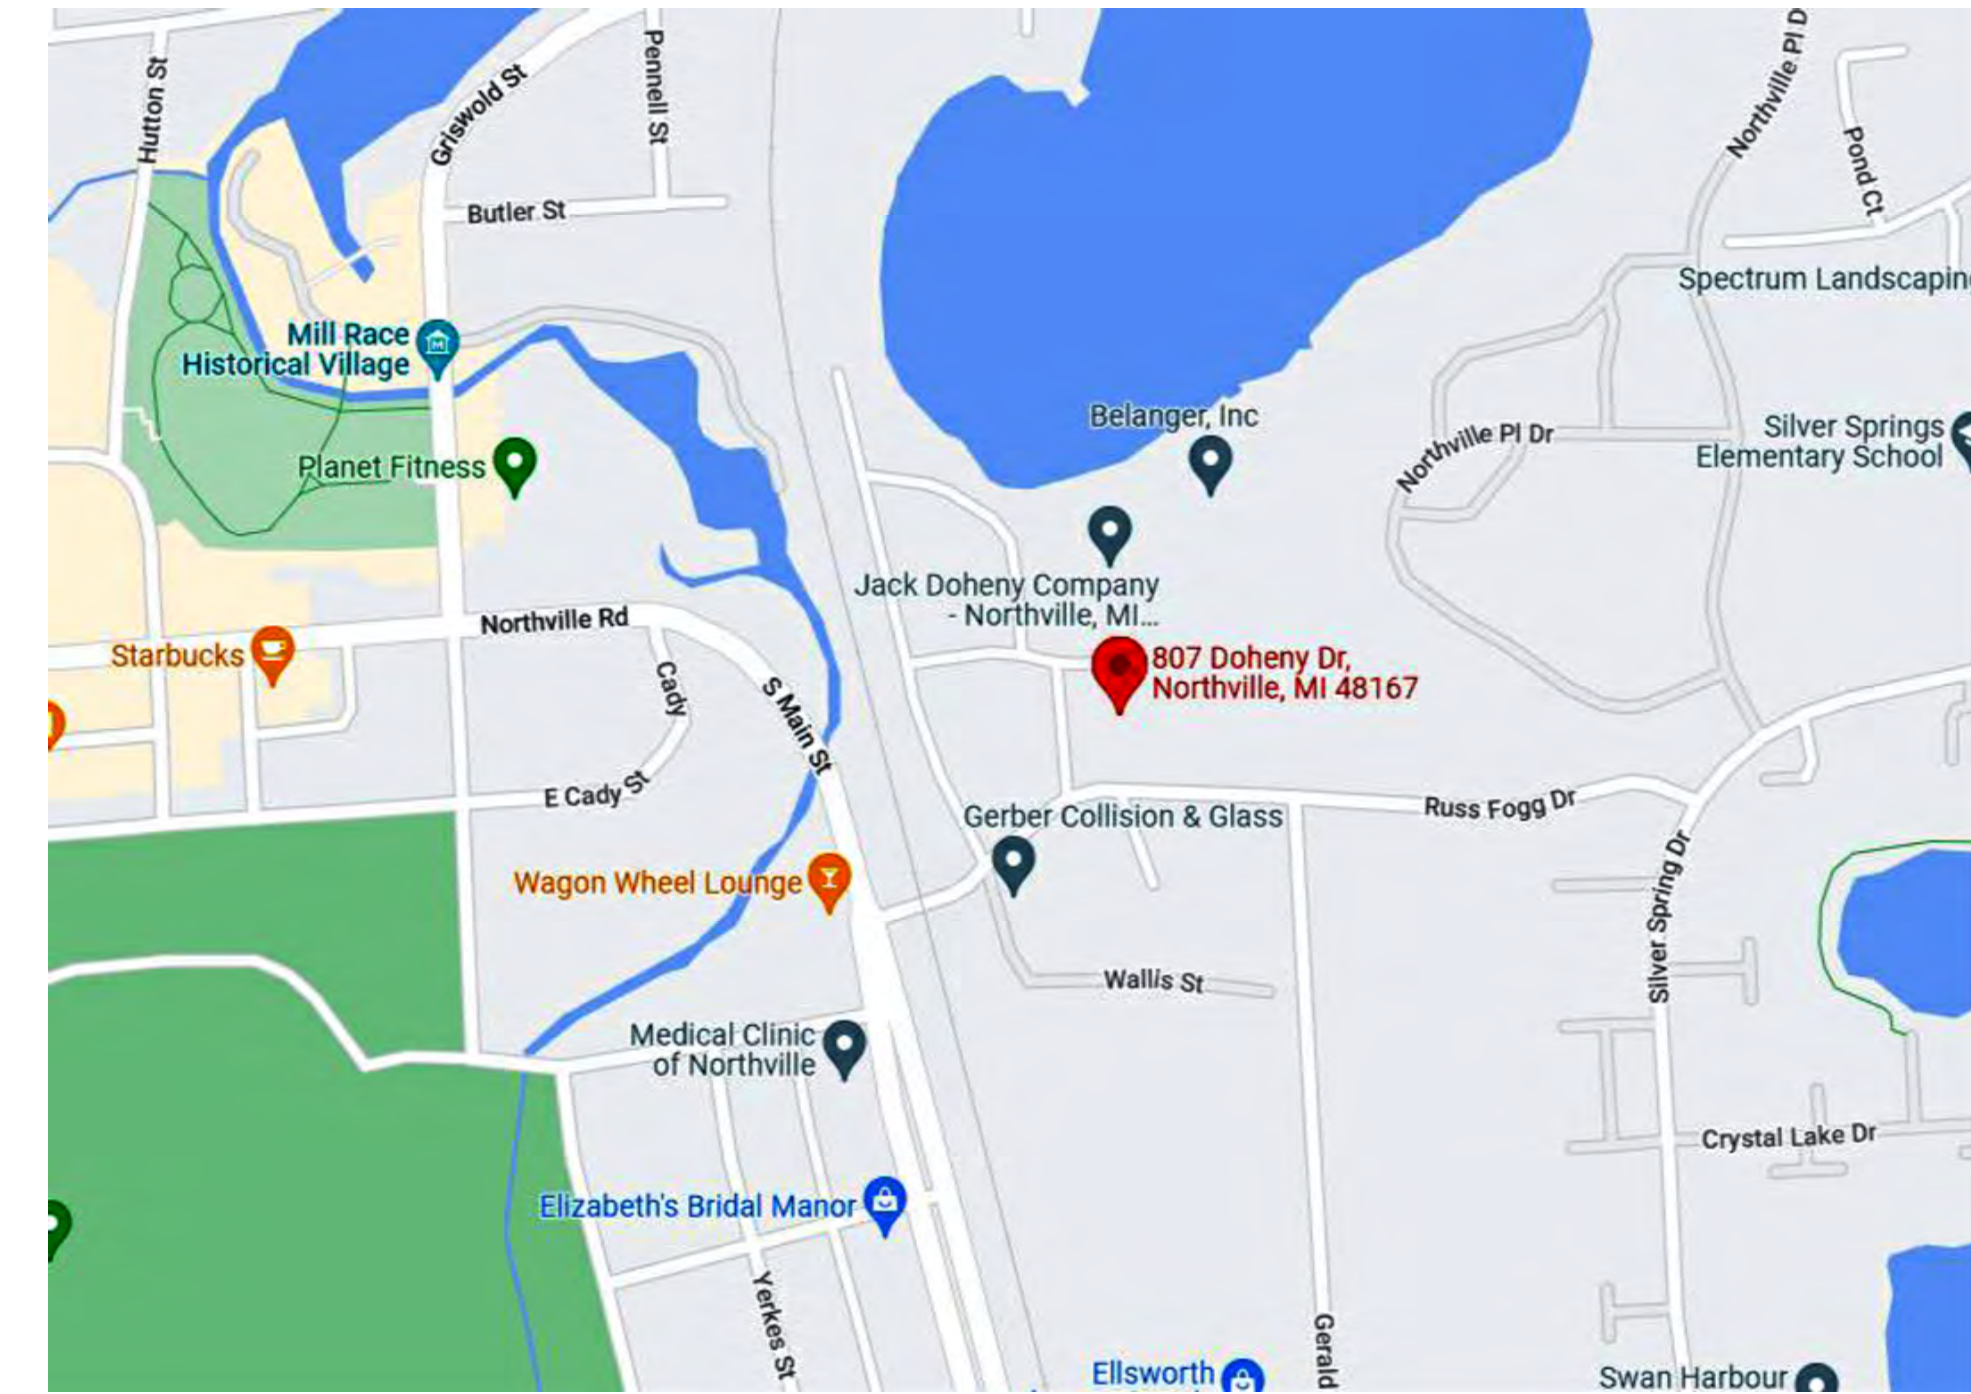 Hutton St
Griswold St
Pennell St
Northville Pl D
Pond Ct
Butler St
Spectrum Landscaping
Mill Race
Historical Village
Belanger, Inc
Northville Pl Dr
Silver Springs
Elementary School
Planet Fitness
Jack Doheny Company
- Northville, MI...
Northville Rd
Starbucks
Cady
S Main St
807 Doheny Dr,
Northville, MI 48167
E Cady St
Gerber Collision & Glass
Russ Fogg Dr
Wagon Wheel Lounge
Silver Spring Dr
Wallis St
Medical Clinic
of Northville
Crystal Lake Dr
Elizabeth's Bridal Manor
Yerkes St
Gerald
Ellsworth
Swan Harbour